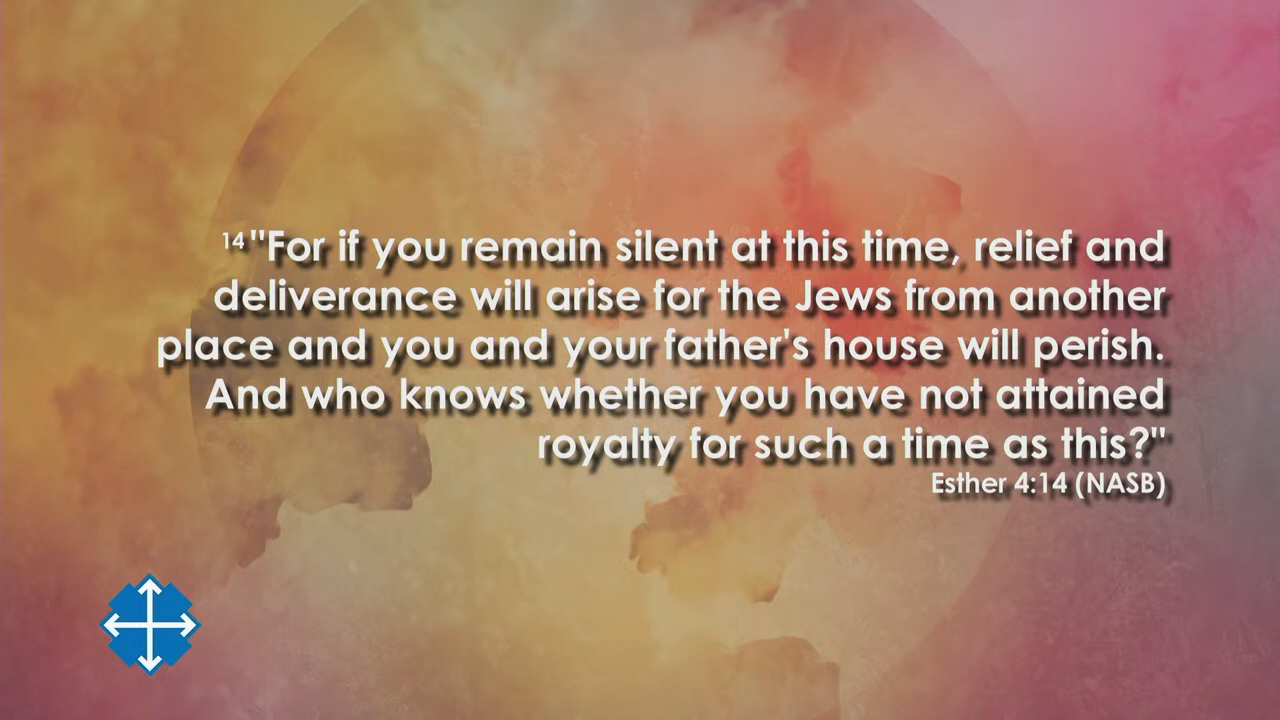 14"For if you remain silent at this time, relief and
deliverance will arise for the Jews from another
place and you and your father's house will perish.
And who knows whether you have not attained
royalty for such a time as this?"
Esther 4:14 (NASB)